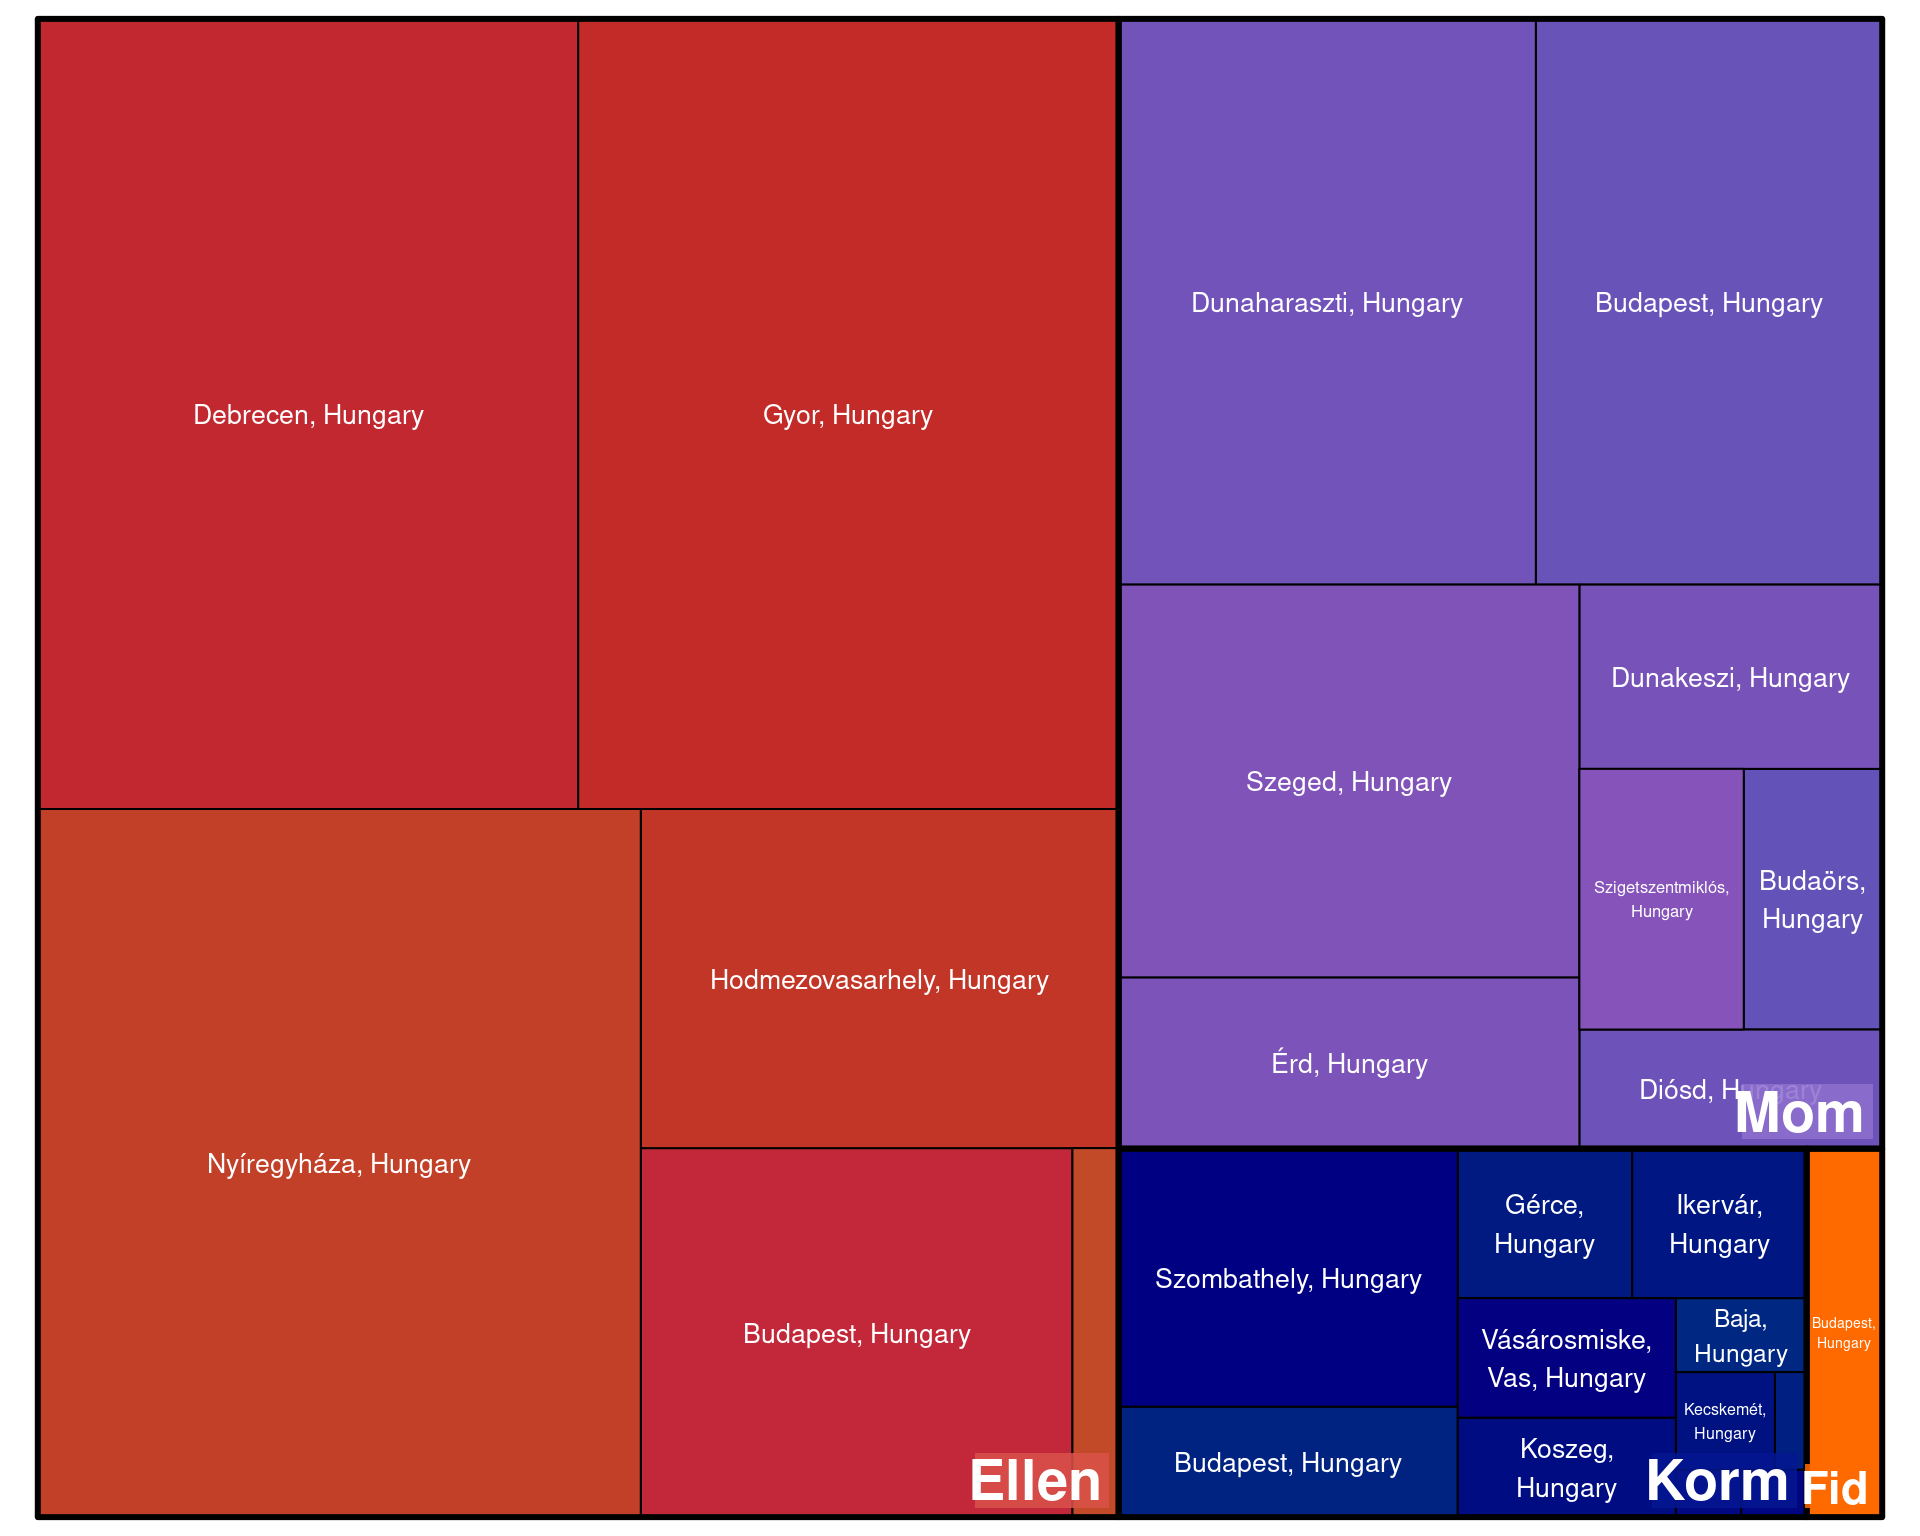 Debrecen, Hungary
Gyor, Hungary
Nyíregyháza, Hungary
Hodmezovasarhely, Hungary
Budapest, Hungary
Ellen
Dunaharaszti, Hungary
Budapest, Hungary
Szeged, Hungary
Dunakeszi, Hungary
Szigetszentmiklós,
Hungary
Budaörs,
Hungary
Érd, Hungary
Diósd, Hungary
Mom
Szombathely, Hungary
Budapest, Hungary
Gérce,
Hungary
Ikervár,
Hungary
Vásárosmiske,
Vas, Hungary
Baja,
Hungary
Kecskemét,
Hungary
Koszeg,
Hungary
Korm
Budapest,
Hungary
Fid